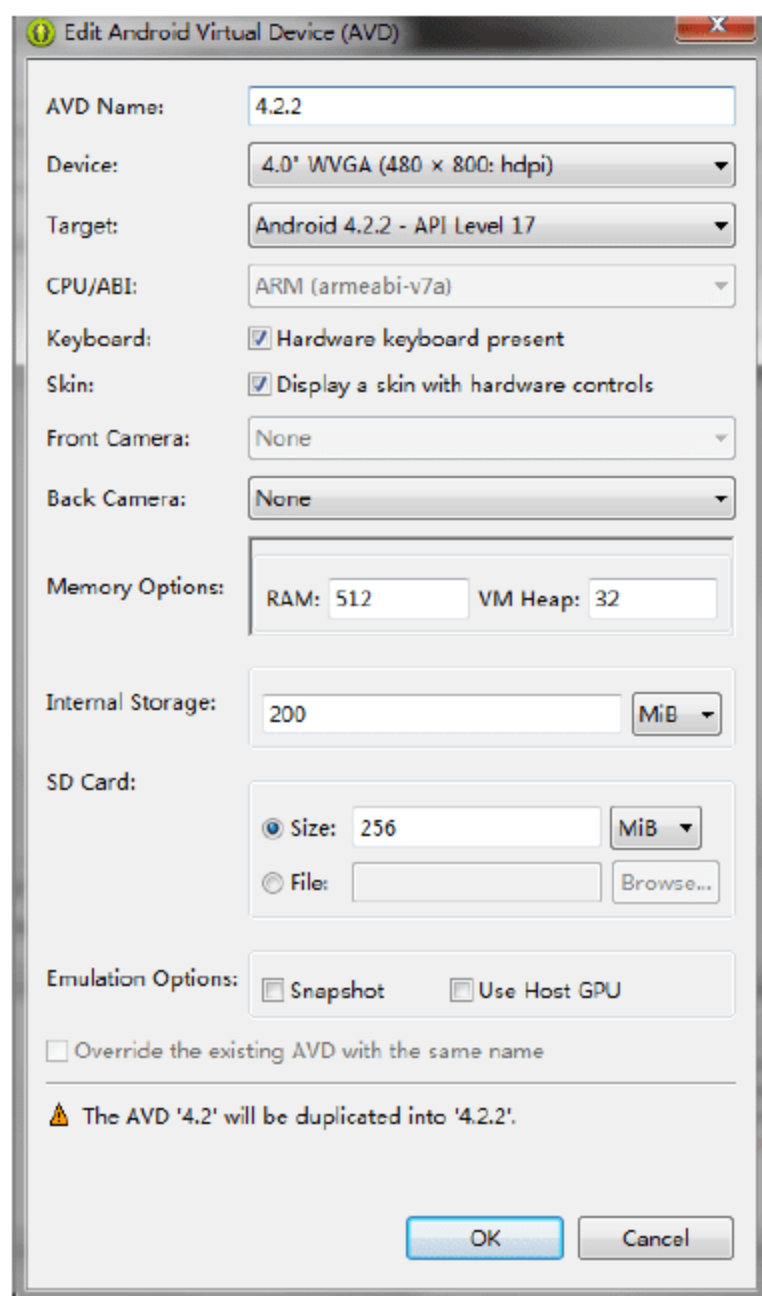 Edit Android Virtual Device (AVD)
AVD Name: 4.2.2
Device: 4.0" WVGA (480 × 800: hdpi)
Target: Android 4.2.2 - API Level 17
CPU/ABI: ARM (armeabi-v7a)
Keyboard: Hardware keyboard present
Skin: Display a skin with hardware controls
Front Camera: None
Back Camera: None
Memory Options: RAM: 512 VM Heap: 32
Internal Storage: 200 MiB
SD Card:
Size: 256 MiB
File: Browse...
Emulation Options: Snapshot Use Host GPU
Override the existing AVD with the same name
The AVD '4.2' will be duplicated into '4.2.2'.
OK Cancel